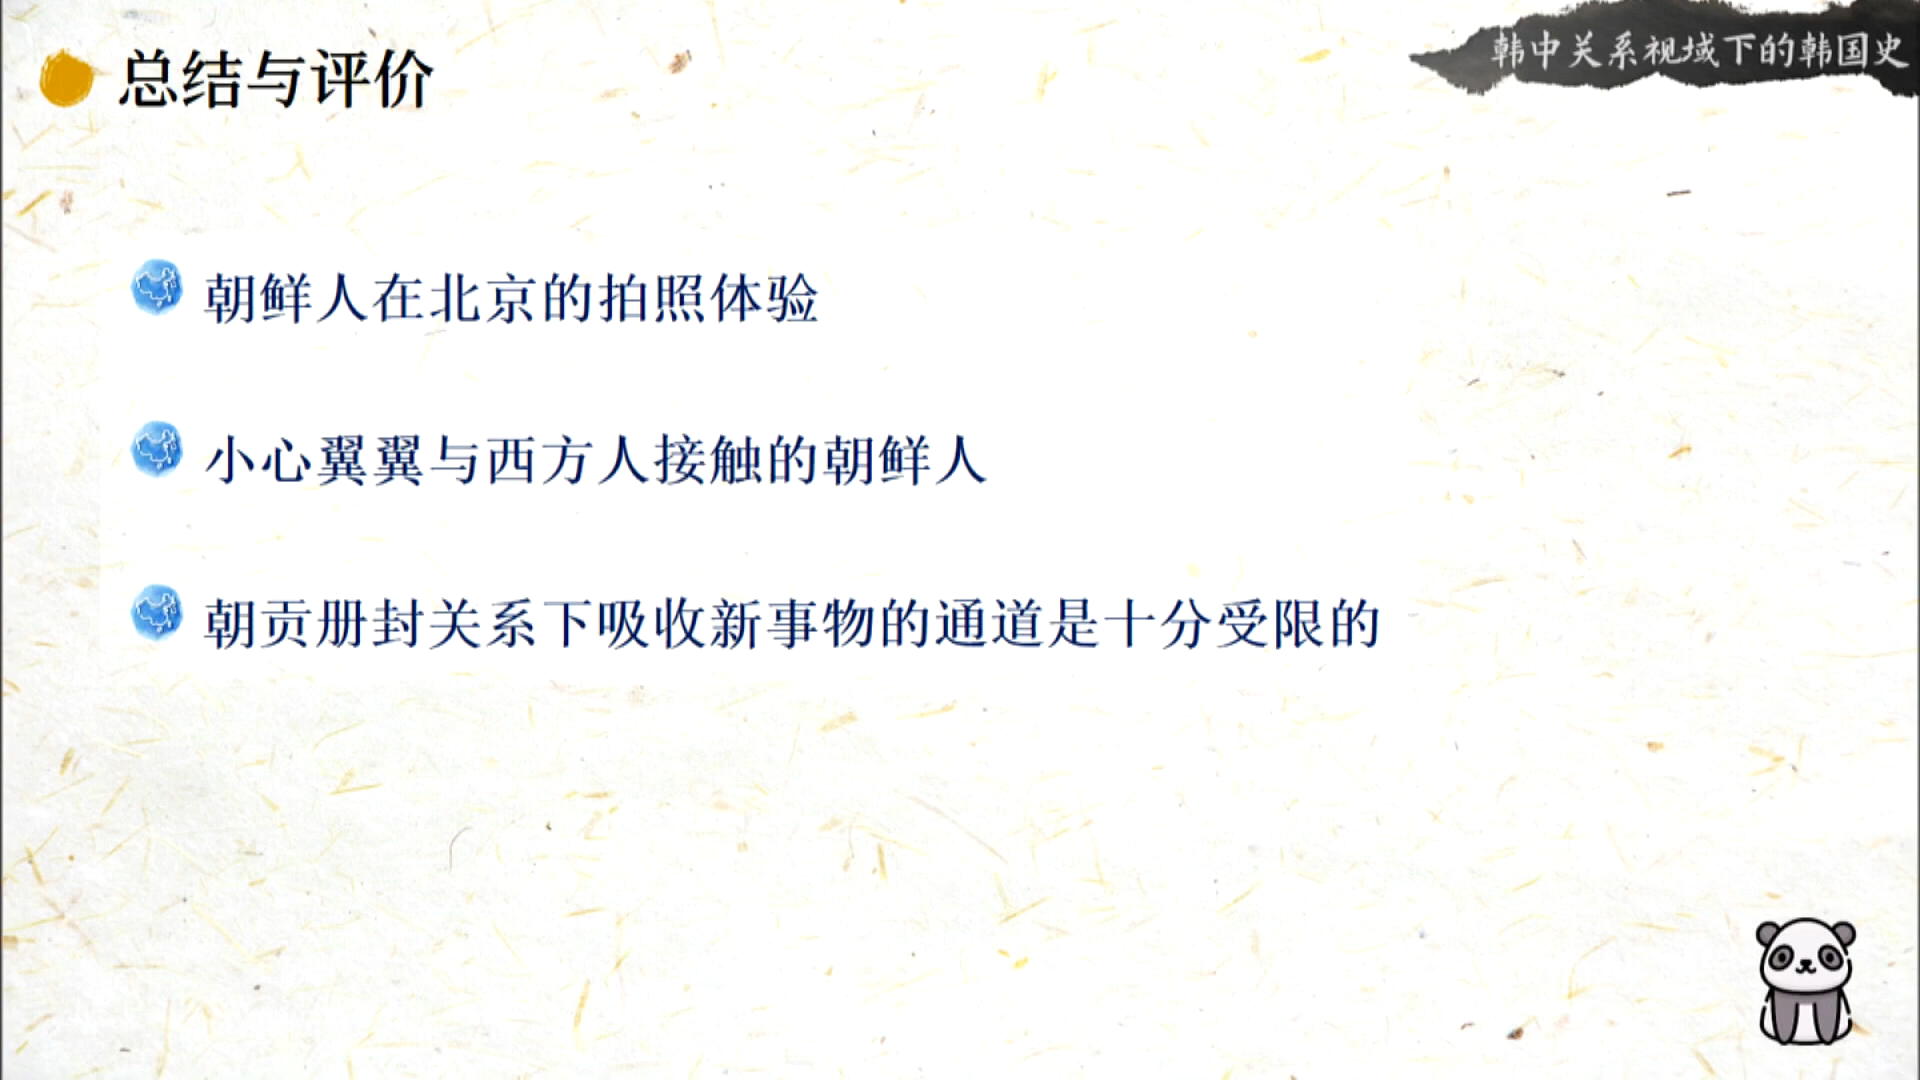 总结与评价
韩中关系视域下的韩国史
朝鲜人在北京的拍照体验
小心翼翼与西方人接触的朝鲜人
朝贡册封关系下吸收新事物的通道是十分受限的